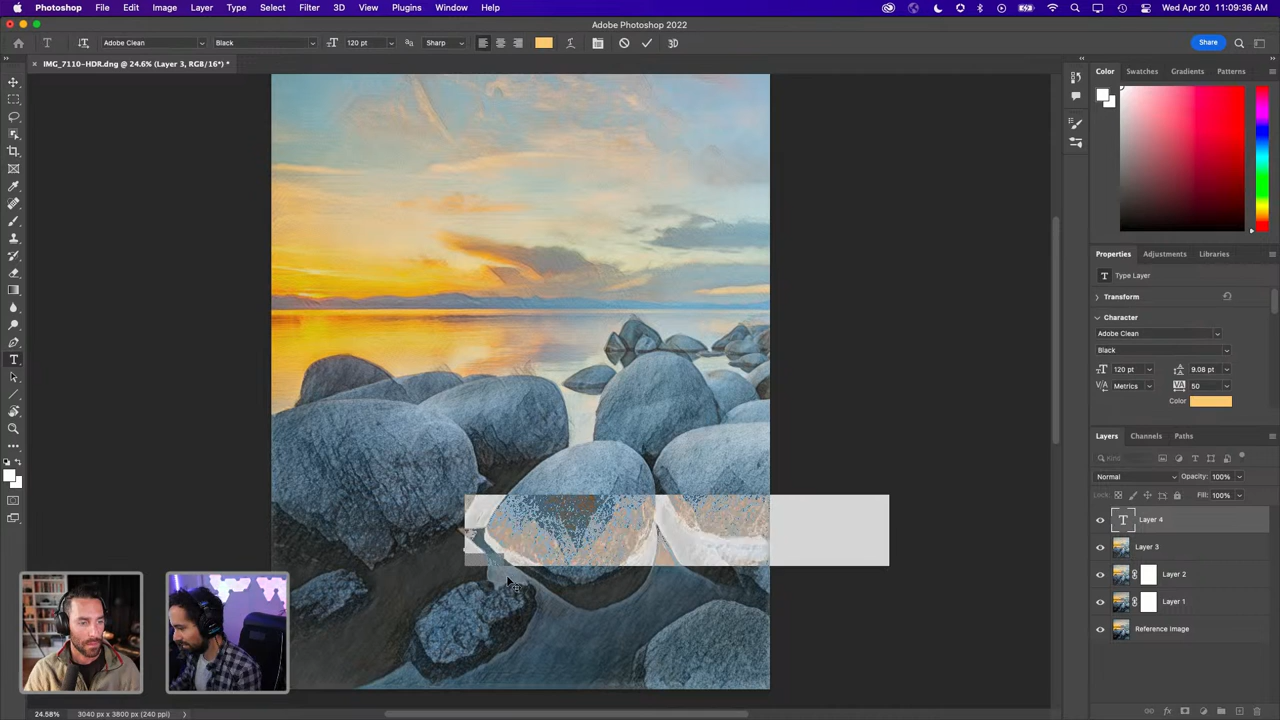 Photoshop File Edit Image Layer Type Select Filter 3D View Plugins Window Help Wed Apr 20 11:09:36 AM
Adobe Photoshop 2022
Adobe Clean Black 120 pt Sharp 3D Share
IMG_7110-HDR.dng @ 24.6% (Layer 3, RGB/16*) *
Color Swatches Gradients Patterns
Properties Adjustments Libraries
Type Layer
Transform
Character
Adobe Clean
Black
120 pt 9.08 pt
Metrics 50
Color
Layers Channels Paths
Kind
Normal Opacity: 100%
Lock: Fill: 100%
Layer 4
Layer 3
Layer 2
Layer 1
Reference Image
24.58% 3040 px x 3800 px (240 ppi)